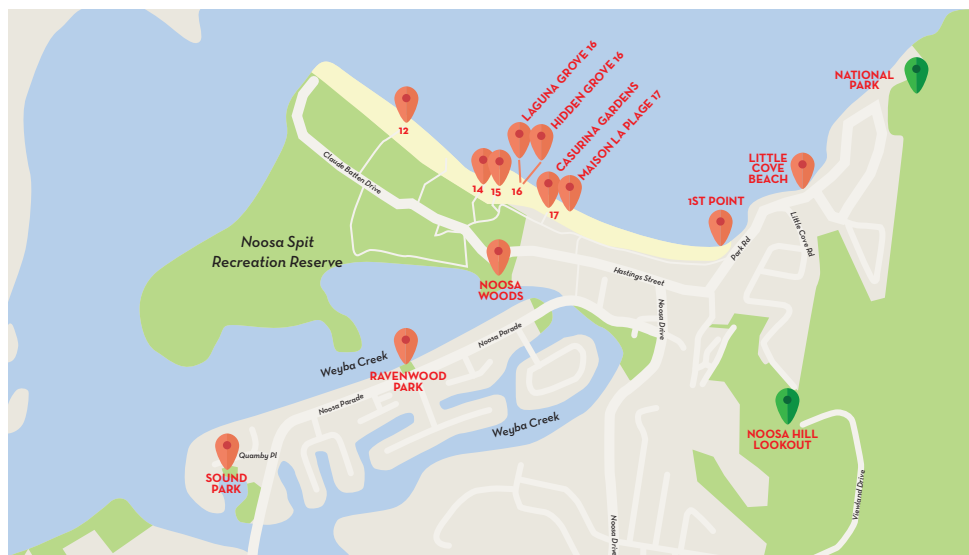 LAGUNA GROVE 16
HIDDEN GROVE 16
CASURINA GARDENS
MAISON LA PLAGE 17
NATIONAL
PARK
12
LITTLE
COVE
BEACH
Claude Batten Drive
14
15
16
17
1ST POINT
Little Cove Rd
Park Rd
Noosa Spit
Recreation Reserve
Hastings Street
NOOSA
WOODS
Noosa Drive
Noosa Parade
Weyba Creek
RAVENWOOD
PARK
Noosa Parade
Weyba Creek
NOOSA HILL
LOOKOUT
Quamby Pl
SOUND
PARK
Viewland Drive
Noosa Drive